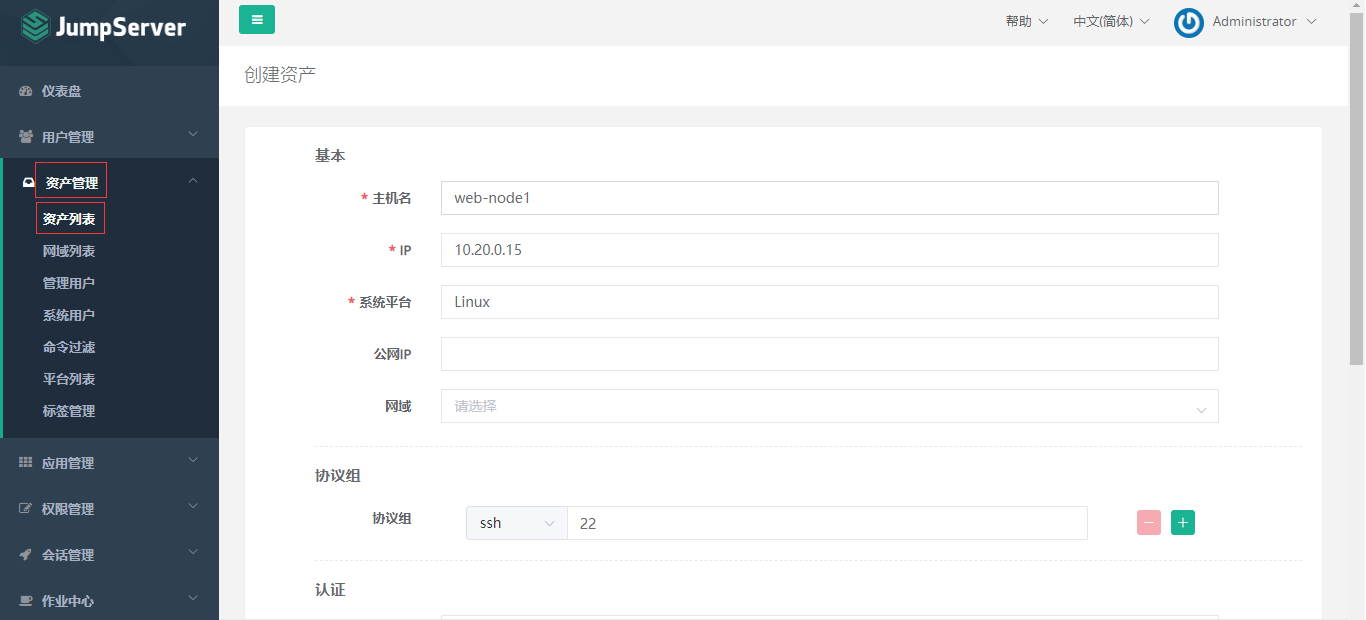 JumpServer
帮助
中文(简体)
Administrator
仪表盘
用户管理
资产管理
资产列表
网域列表
管理用户
系统用户
命令过滤
平台列表
标签管理
应用管理
权限管理
会话管理
作业中心
创建资产
基本
* 主机名 web-node1
* IP 10.20.0.15
* 系统平台 Linux
公网IP
网域 请选择
协议组
协议组 ssh 22
认证